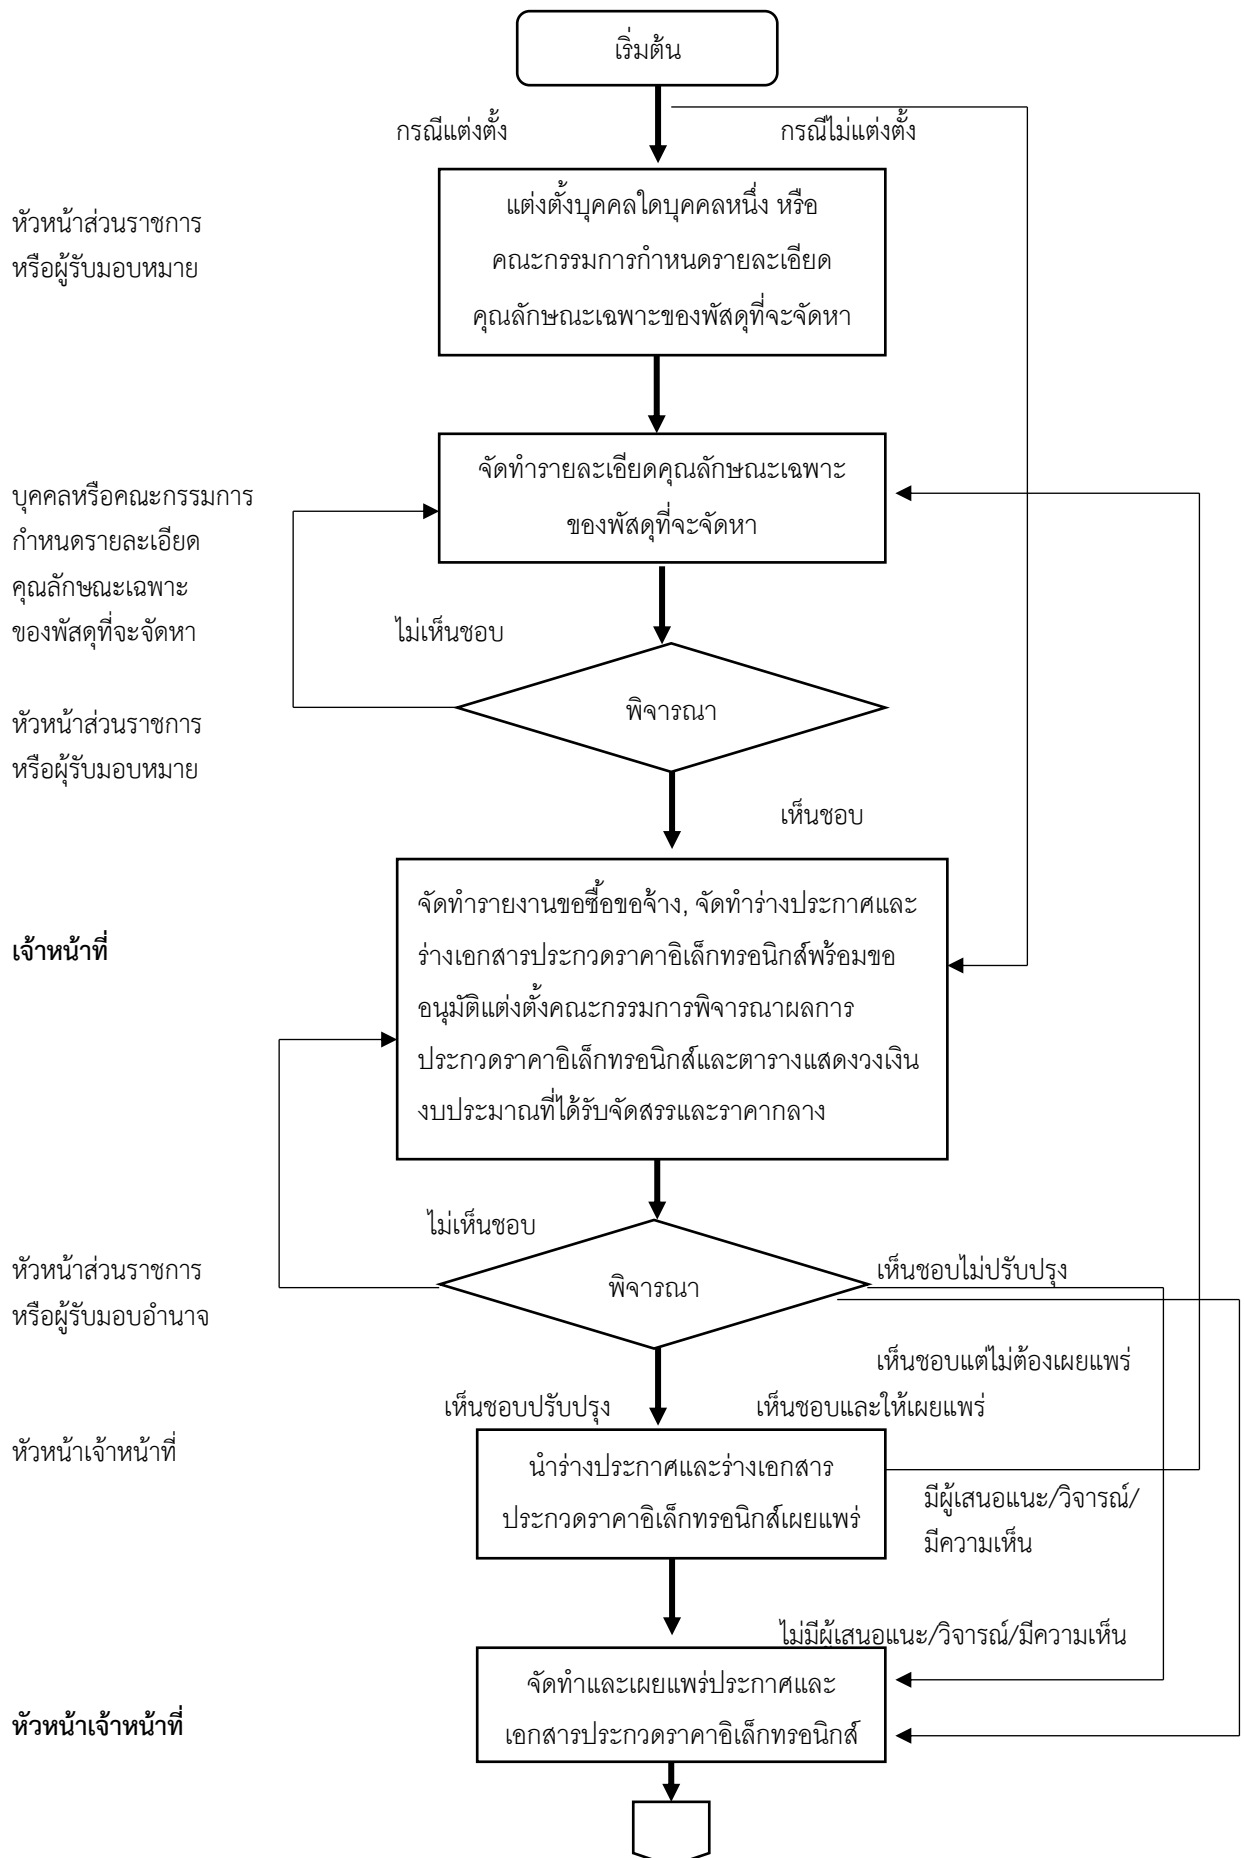 เริ่มต้น
กรณีแต่งตั้ง
กรณีไม่แต่งตั้ง
หัวหน้าส่วนราชการ
หรือผู้รับมอบหมาย
แต่งตั้งบุคคลใดบุคคลหนึ่ง หรือ
คณะกรรมการกำหนดรายละเอียด
คุณลักษณะเฉพาะของพัสดุที่จะจัดหา
บุคคลหรือคณะกรรมการ
กำหนดรายละเอียด
คุณลักษณะเฉพาะ
ของพัสดุที่จะจัดหา
จัดทำรายละเอียดคุณลักษณะเฉพาะ
ของพัสดุที่จะจัดหา
ไม่เห็นชอบ
หัวหน้าส่วนราชการ
หรือผุ้รับมอบหมาย
พิจารณา
เห็นชอบ
เจ้าหน้าที่
จัดทำรายงานขอซื้อขอจ้าง, จัดทำร่างประกาศและ
ร่างเอกสารประกวดราคาอิเล็กทรอนิกส์พร้อมขอ
อนุมัติแต่งตั้งคณะกรรมการพิจารณาผลการ
ประกวดราคาอิเล็กทรอนิกส์และตารางแสดงวงเงิน
งบประมาณที่ได้รับจัดสรรและราคากลาง
ไม่เห็นชอบ
หัวหน้าส่วนราชการ
หรือผู้รับมอบอำนาจ
พิจารณา
เห็นชอบไม่ปรับปรุง
เห็นชอบแต่ไม่ต้องเผยแพร่
เห็นชอบปรับปรุง
เห็นชอบและให้เผยแพร่
หัวหน้าเจ้าหน้าที่
นำร่างประกาศและร่างเอกสาร
ประกวดราคาอิเล็กทรอนิกส์เผยแพร่
มีผู้เสนอแนะ/วิจารณ์/
มีความเห็น
ไม่มีผู้เสนอแนะ/วิจารณ์/มีความเห็น
หัวหน้าเจ้าหน้าที่
จัดทำและเผยแพร่ประกาศและ
เอกสารประกวดราคาอิเล็กทรอนิกส์